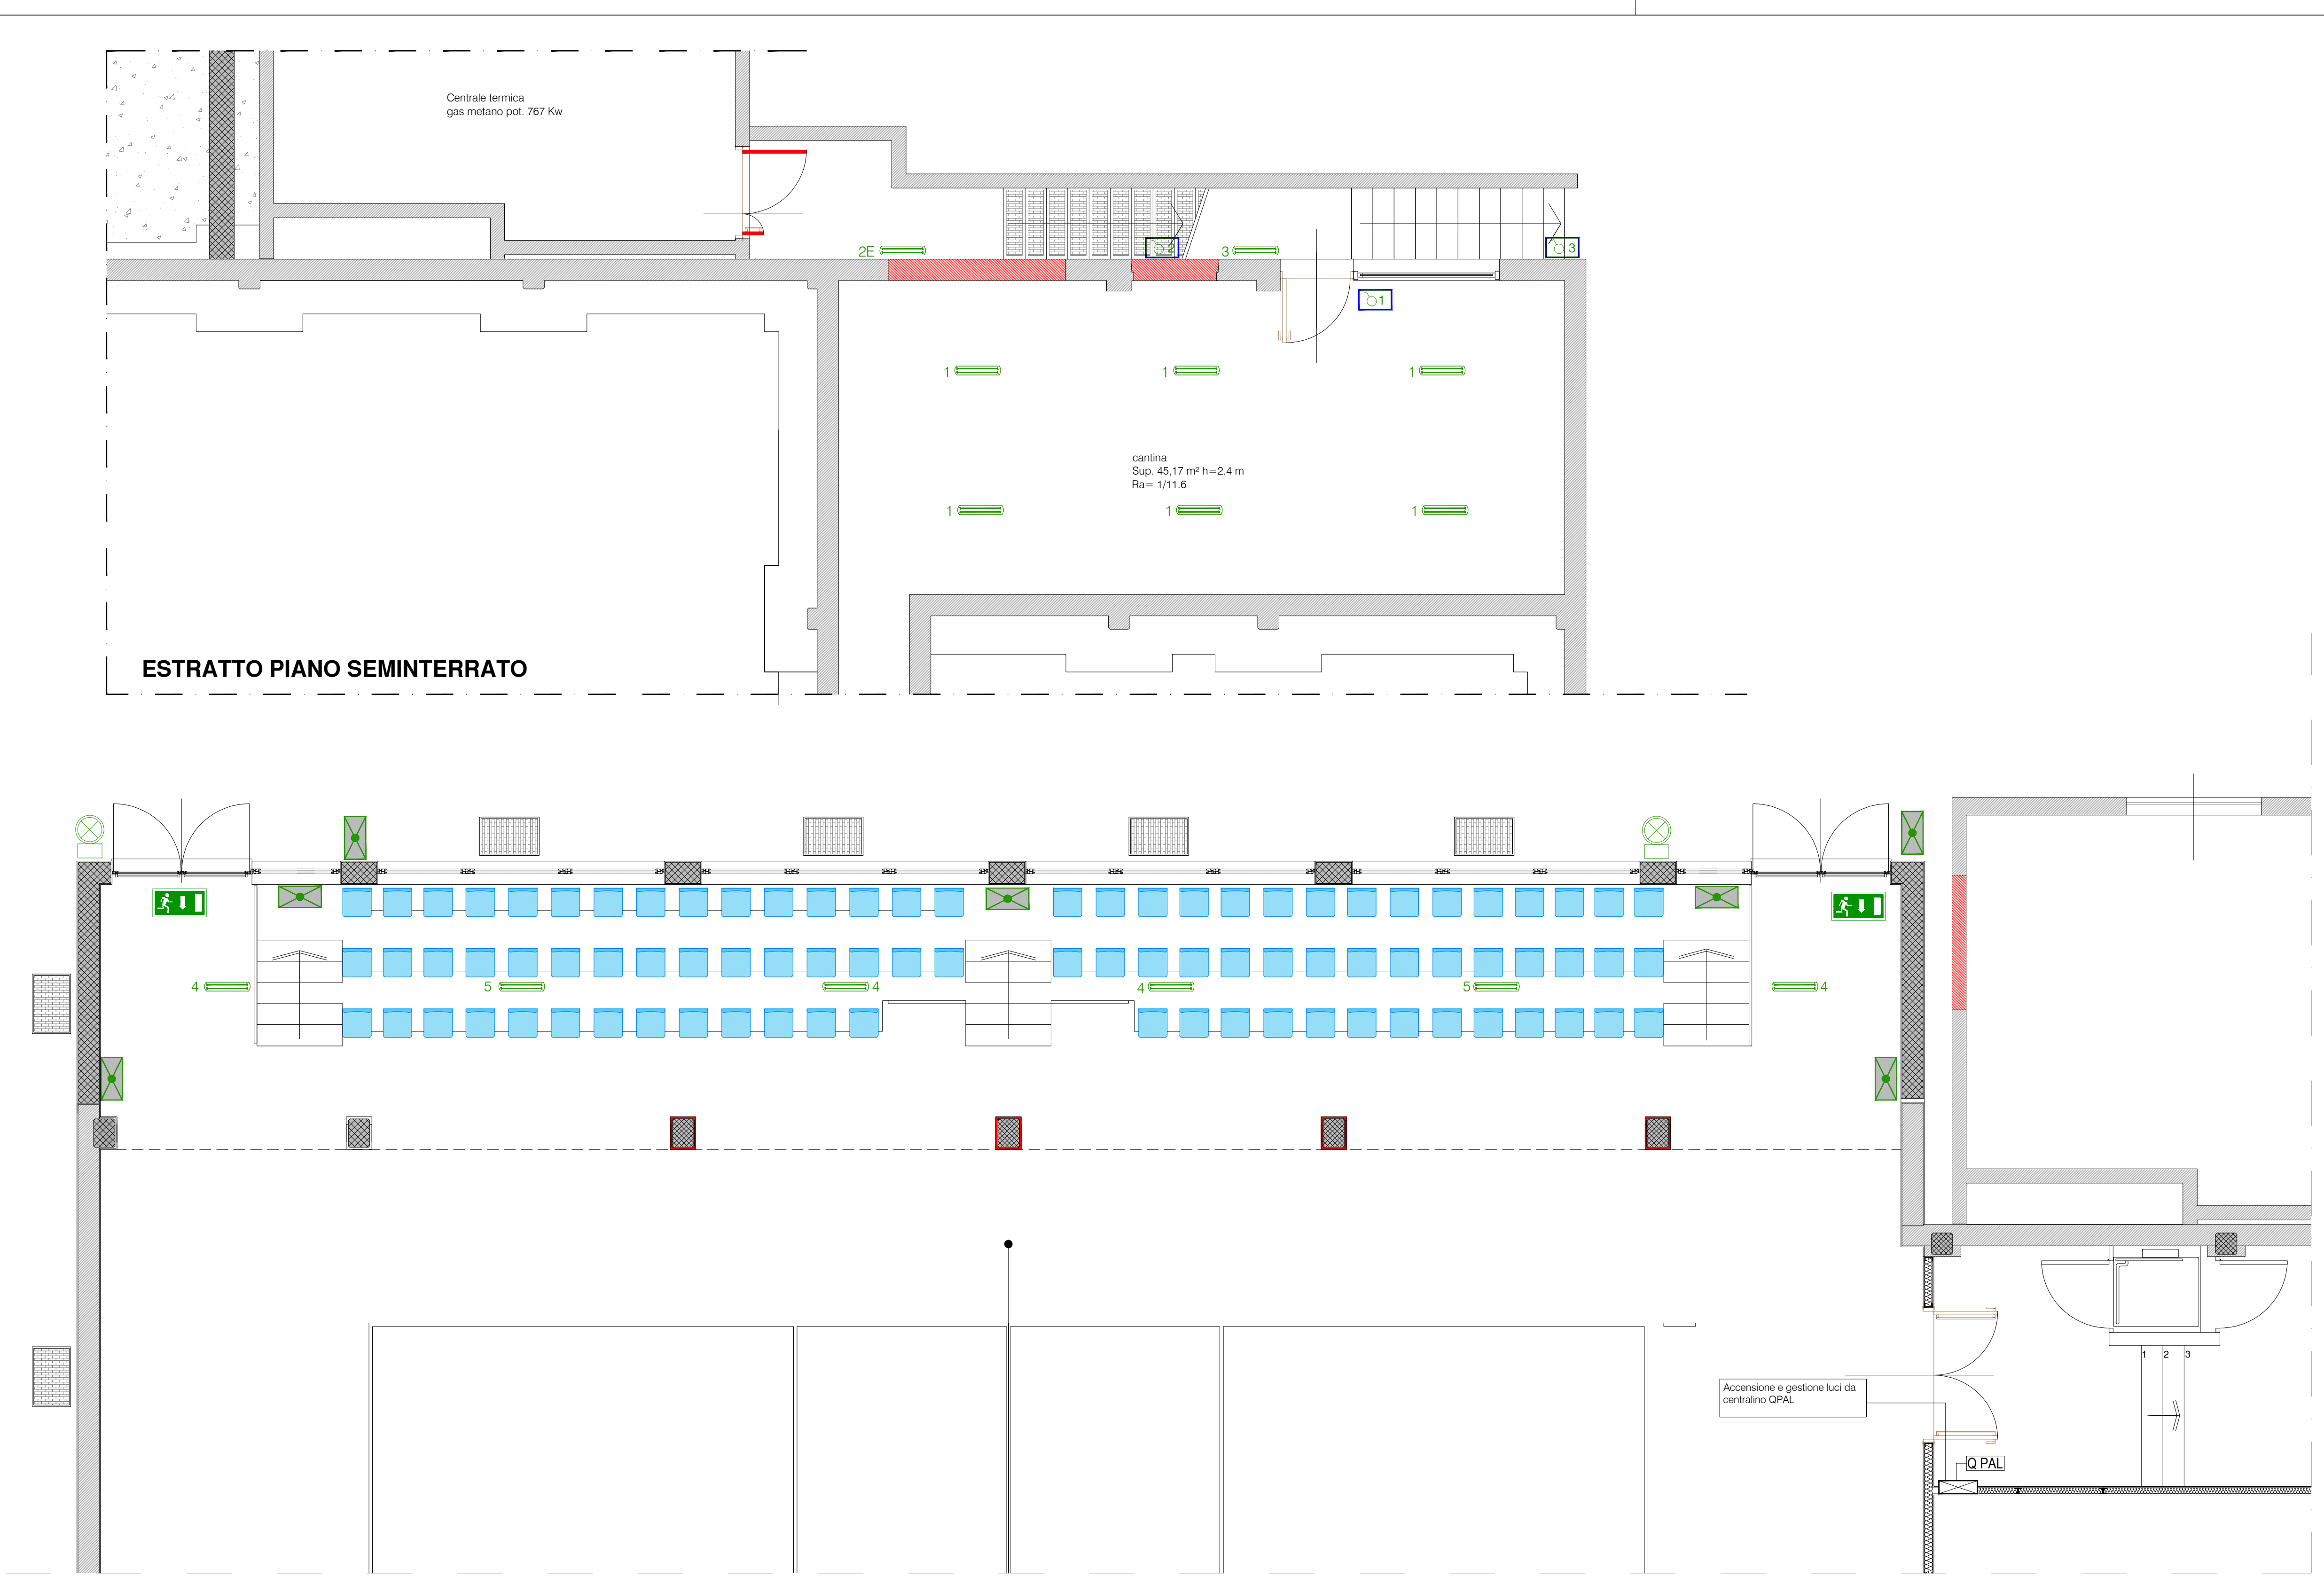 Centrale termica
gas metano pot. 767 Kw
2E
2
3
3
1
1
1
1
cantina
Sup. 45,17 m² h=2.4 m
Ra= 1/11.6
1
1
1
ESTRATTO PIANO SEMINTERRATO
4
5
4
4
5
4
1 2 3
Accensione e gestione luci da
centralino QPAL
Q PAL